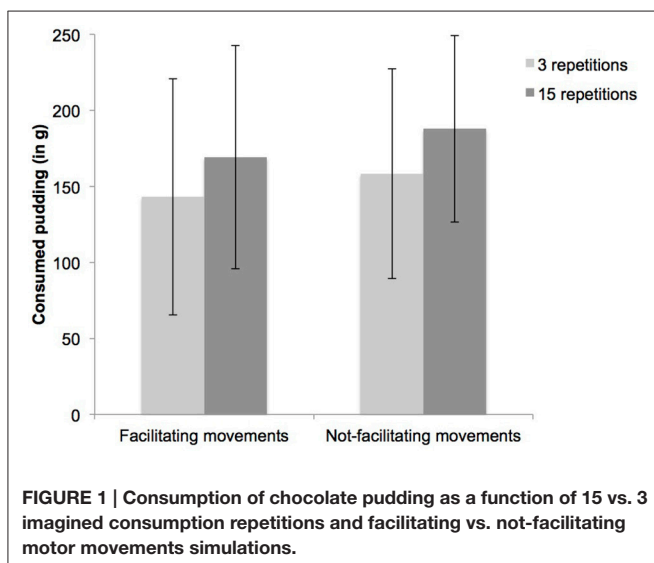 250
200
150
100
50
0
Consumed pudding (in g)
3 repetitions
15 repetitions
Facilitating movements
Not-facilitating movements
FIGURE 1 | Consumption of chocolate pudding as a function of 15 vs. 3
imagined consumption repetitions and facilitating vs. not-facilitating
motor movements simulations.